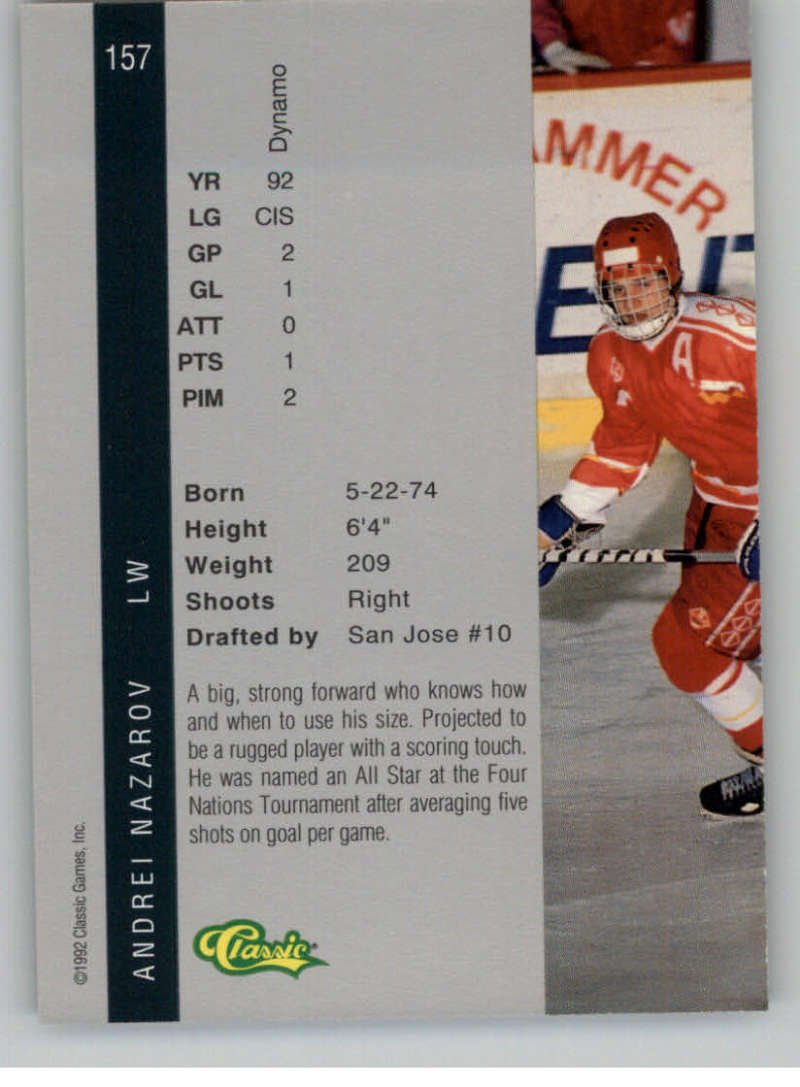 157
Dynamo
YR 92
LG CIS
GP 2
GL 1
ATT 0
PTS 1
PIM 2
Born 5-22-74
Height 6'4"
Weight 209
Shoots Right
Drafted by San Jose #10
A big, strong forward who knows how
and when to use his size. Projected to
be a rugged player with a scoring touch.
He was named an All Star at the Four
Nations Tournament after averaging five
shots on goal per game.
ANDREI NAZAROV LW
©1992 Classic Games, Inc.
Classic®
AMMER
A